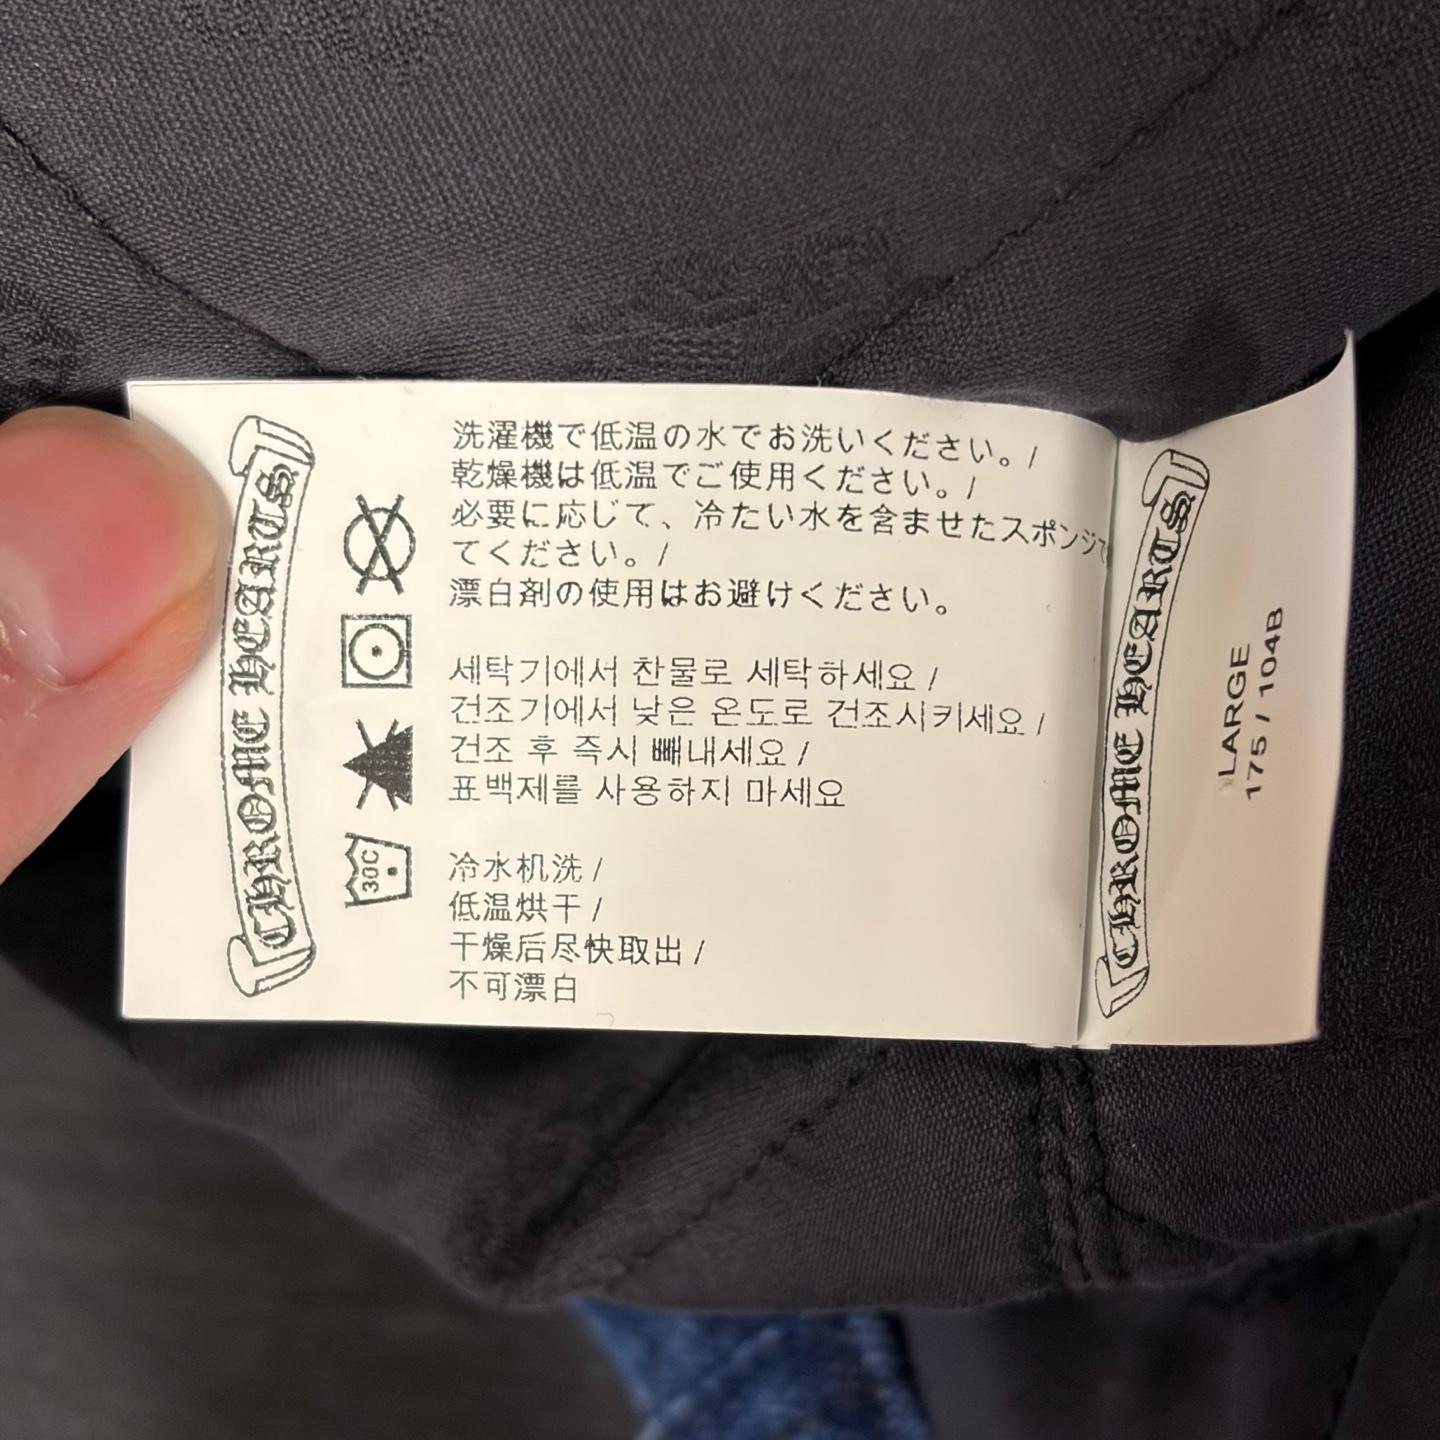 CHROME HEARTS
洗濯機で低温の水でお洗いください。/
乾燥機は低温でご使用ください。/
必要に応じて、冷たい水を含ませたスポンジで
てください。/
漂白剤の使用はお避けください。
세탁기에서 찬물로 세탁하세요 /
건조기에서 낮은 온도로 건조시키세요 /
건조 후 즉시 빼내세요 /
표백제를 사용하지 마세요
冷水机洗 /
低温烘干 /
干燥后尽快取出 /
不可漂白
30C
CHROME HEARTS
LARGE
175 / 104B